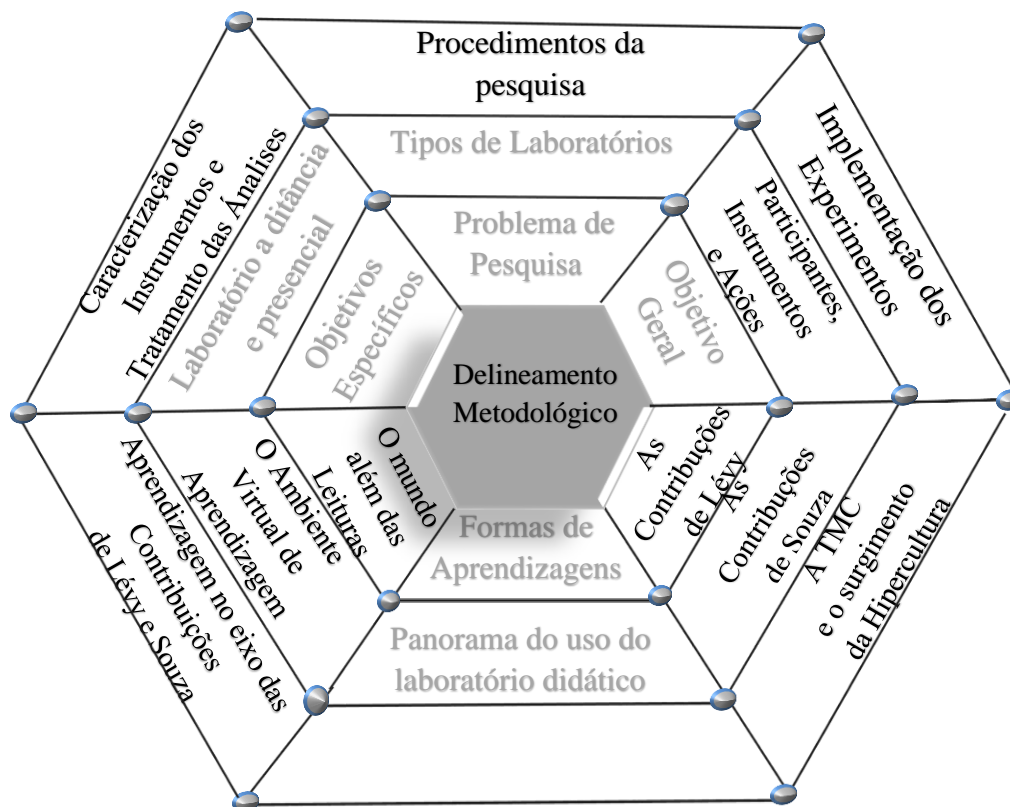 Procedimentos da
pesquisa
Tipos de Laboratórios
Problema de
Pesquisa
Caracterização dos
Instrumentos e
Tratamento das Ánalises
Laboratório a ditância
e presencial
Objetivos
Específicos
Objetivo
Geral
Participantes,
Instrumentos
e Ações
Implementação dos
Experimentos
Delineamento
Metodológico
O mundo
além das
Leituras
O Ambiente
Virtual de
Aprendizagem
Aprendizagem no eixo das
Contribuições
de Lévy e Souza
Formas de
Aprendizagens
Panorama do uso do
laboratório didático
As
Contribuções
de Lévy
As
Contribuções
de Souza
A TMC
e o surgimento
da Hipercultura